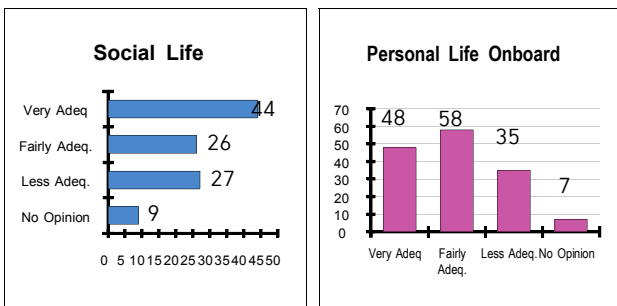 Social Life
Very Adeq
44
Fairly Adeq.
26
Less Adeq.
27
No Opinion
9
0 5 10 15 20 25 30 35 40 45 50
Personal Life Onboard
70
60
50
40
30
20
10
0
48
58
35
7
Very Adeq
Fairly Adeq.
Less Adeq.
No Opinion